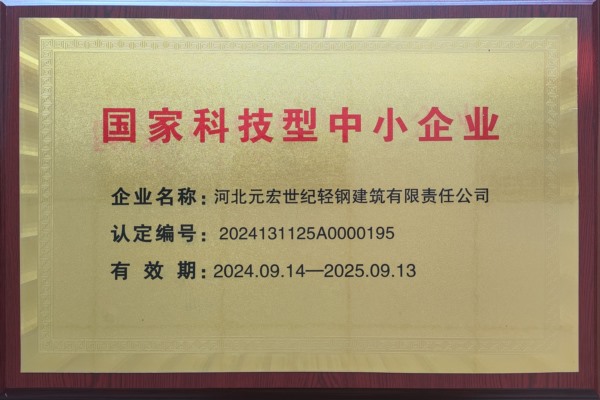 国家科技型中小企业
企业名称：河北元宏世纪轻钢建筑有限责任公司
认定编号：2024131125A0000195
有效期：2024.09.14—2025.09.13